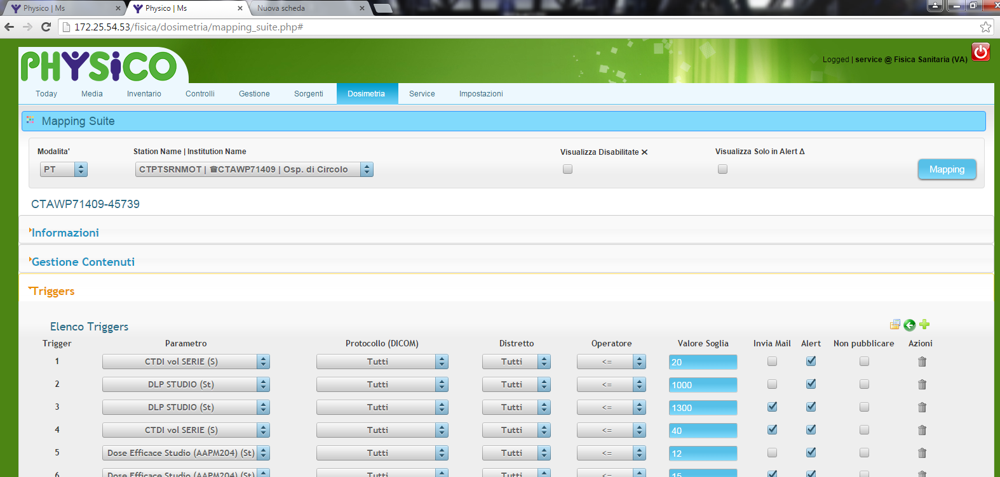 Physico | Ms
Physico | Ms
Nuova scheda
172.25.54.53/fisica/dosimetria/mapping_suite.php#
PHYSiCO
Logged | service @ Fisica Sanitaria (VA)
Today Media Inventario Controlli Gestione Sorgenti Dosimetria Service Impostazioni
Mapping Suite
Modalita' Station Name | Institution Name Visualizza Disabilitate ✕ Visualizza Solo in Alert Δ
PT CTPTSRNMOT | ☎CTAWP71409 | Osp. di Circolo Mapping
CTAWP71409-45739
Informazioni
Gestione Contenuti
Triggers
Elenco Triggers
Trigger Parametro Protocollo (DICOM) Distretto Operatore Valore Soglia Invia Mail Alert Non pubblicare Azioni
1 CTDI vol SERIE (S) Tutti Tutti <= 20
2 DLP STUDIO (St) Tutti Tutti <= 1000
3 DLP STUDIO (St) Tutti Tutti <= 1300
4 CTDI vol SERIE (S) Tutti Tutti <= 40
5 Dose Efficace Studio (AAPM204) (St) Tutti Tutti <= 12
6 Dose Efficace Studio (AAPM204) (St) Tutti Tutti <= 15